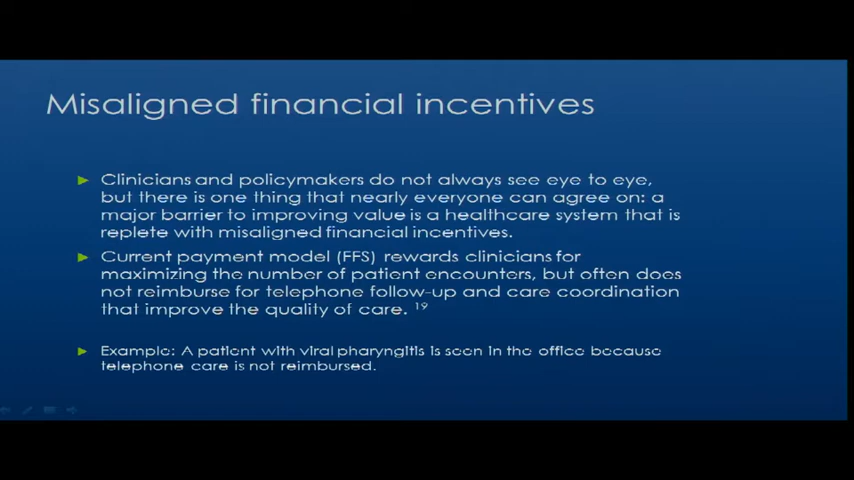 Misaligned financial incentives
Clinicians and policymakers do not always see eye to eye,
but there is one thing that nearly everyone can agree on: a
major barrier to improving value is a healthcare system that is
replete with misaligned financial incentives.
Current payment model (FFS) rewards clinicians for
maximizing the number of patient encounters, but often does
not reimburse for telephone follow-up and care coordination
that improve the quality of care. 19
Example: A patient with viral pharyngitis is seen in the office because
telephone care is not reimbursed.